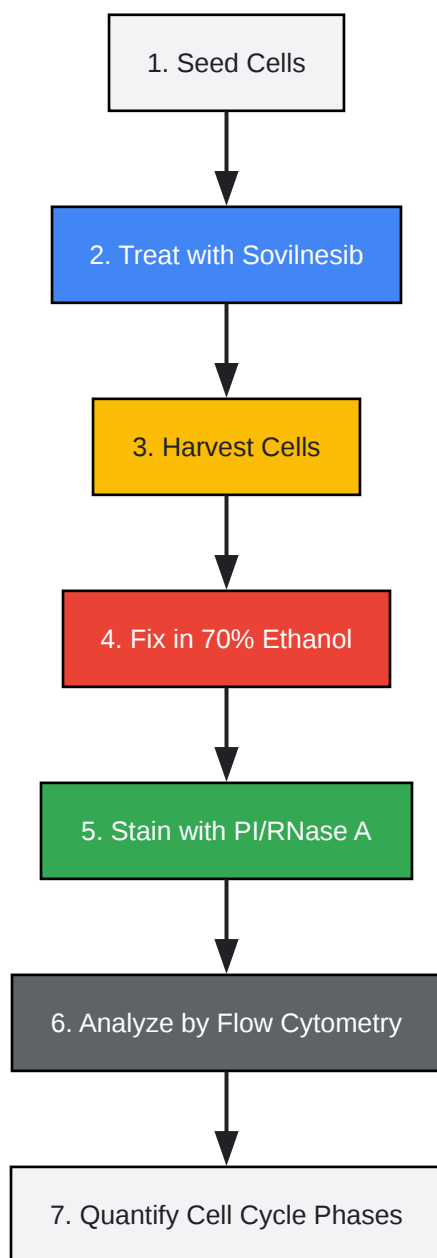 1. Seed Cells
2. Treat with Sovilnesib
3. Harvest Cells
4. Fix in 70% Ethanol
5. Stain with PI/RNase A
6. Analyze by Flow Cytometry
7. Quantify Cell Cycle Phases